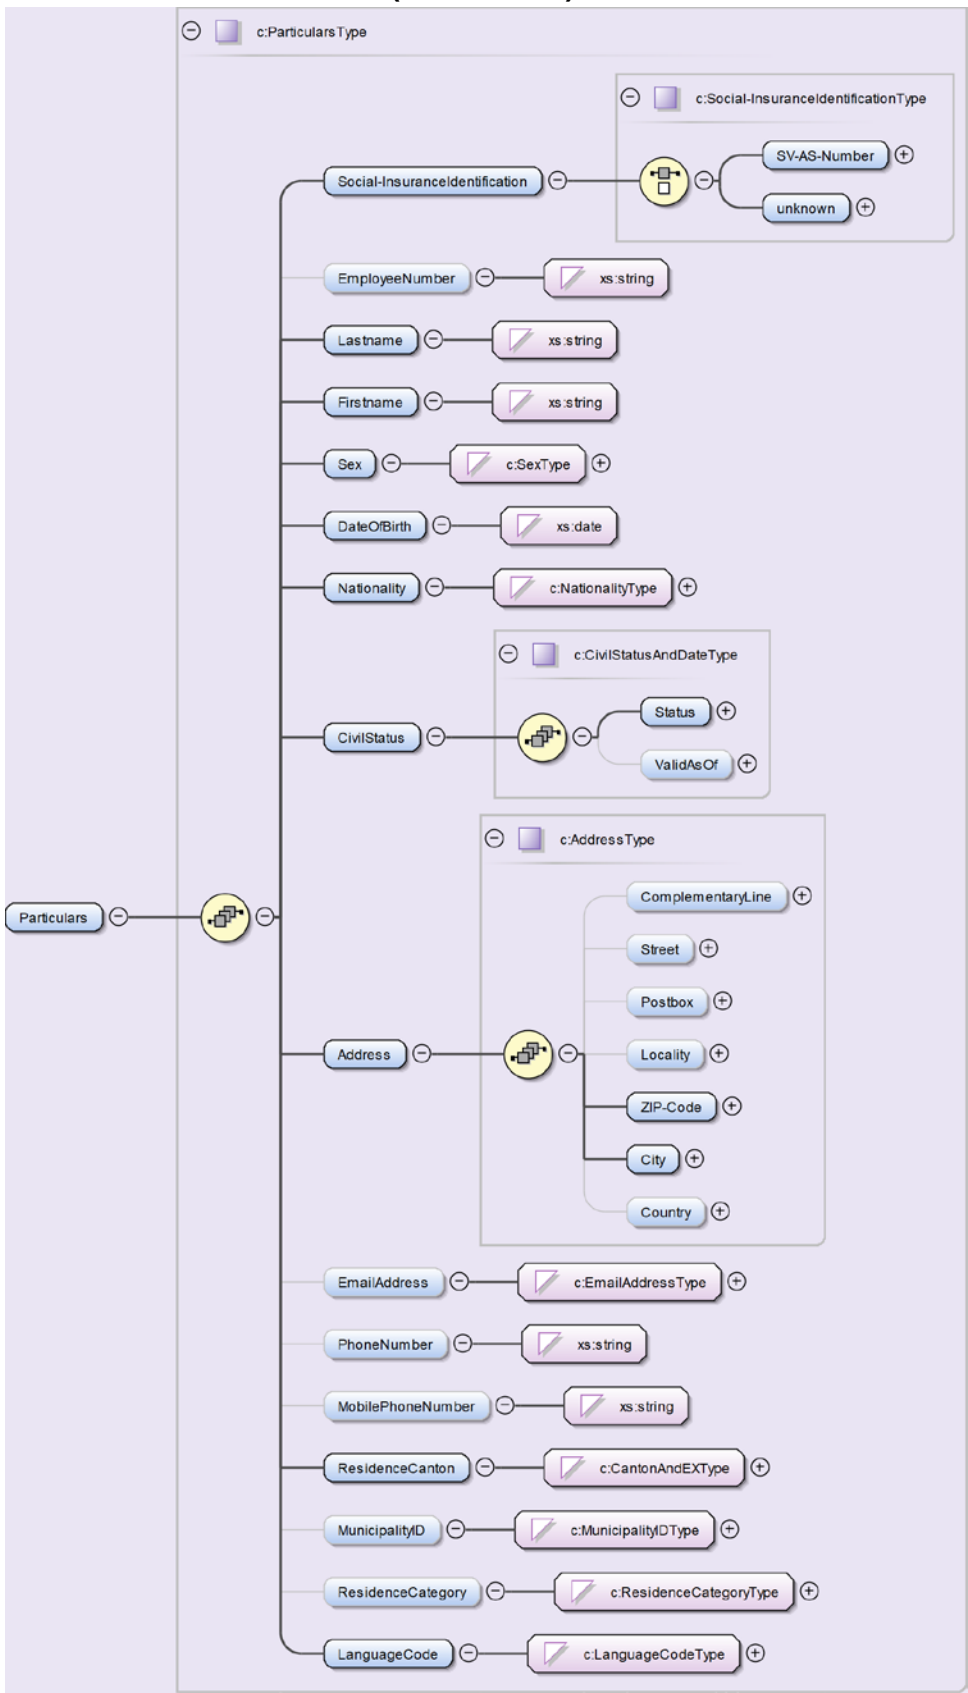 c:ParticularsType
c:Social-InsuranceIdentificationType
SV-AS-Number
Social-InsuranceIdentification
unknown
EmployeeNumber xs:string
Lastname xs:string
Firstname xs:string
Sex c:SexType
DateOfBirth xs:date
Nationality c:NationalityType
c:CivilStatusAndDateType
Status
CivilStatus
ValidAsOf
c:AddressType
ComplementaryLine
Particulars
Street
Postbox
Address
Locality
ZIP-Code
City
Country
EmailAddress c:EmailAddressType
PhoneNumber xs:string
MobilePhoneNumber xs:string
ResidenceCanton c:CantonAndEXType
MunicipalityID c:MunicipalityIDType
ResidenceCategory c:ResidenceCategoryType
LanguageCode c:LanguageCodeType